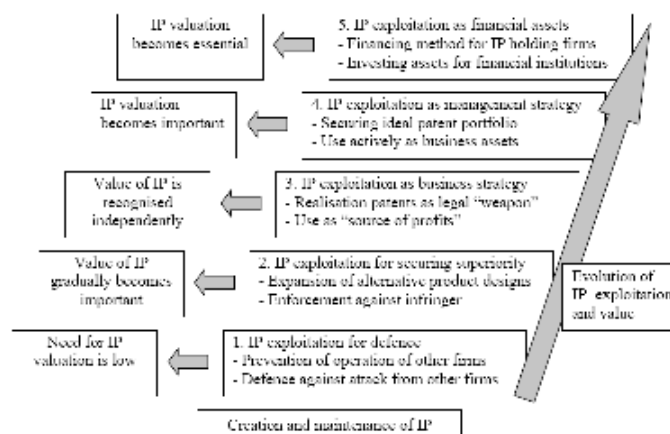 IP valuation
becomes essential
5. IP exploitation as financial assets
- Financing method for IP holding firms
- Investing assets for financial institutions
IP valuation
becomes important
4. IP exploitation as management strategy
- Securing ideal patent portfolio
- Use actively as business assets
Value of IP is
recognised
independently
3. IP exploitation as business strategy
- Realisation patents as legal “weapon”
- Use as “source of profits”
Value of IP
gradually becomes
important
2. IP exploitation for securing superiority
- Expansion of alternative product designs
- Enforcement against infringer
Evolution of
IP exploitation
and value
Need for IP
valuation is low
1. IP exploitation for defence
- Prevention of operation of other firms
- Defence against attack from other firms
Creation and maintenance of IP